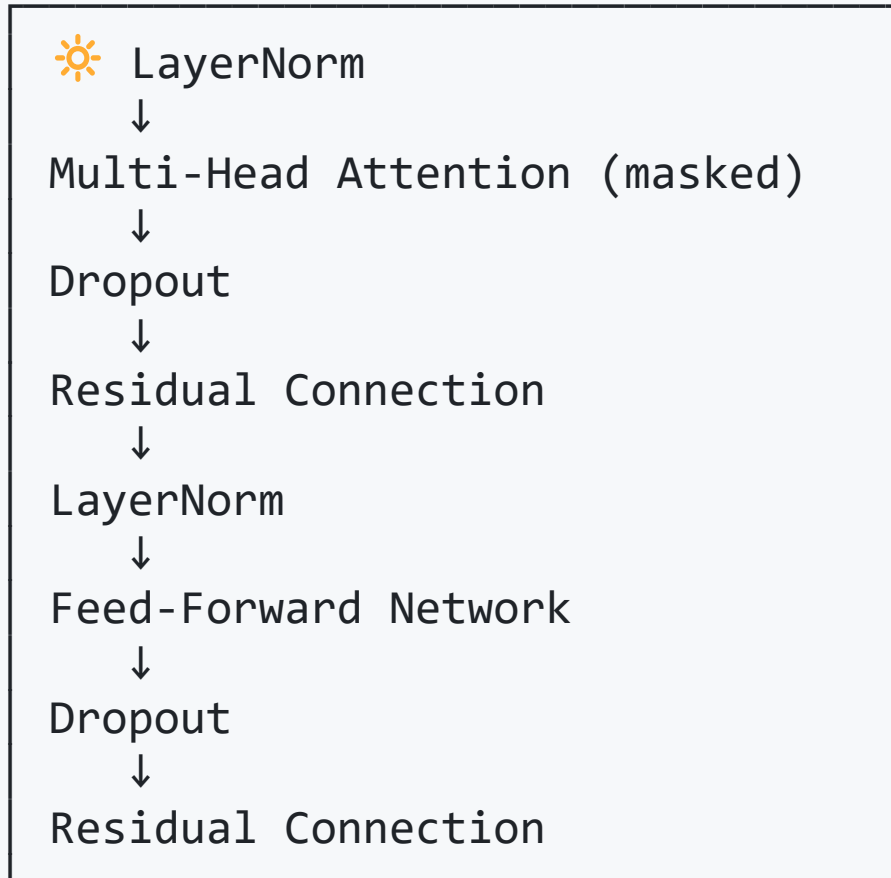 🔆 LayerNorm
↓
Multi-Head Attention (masked)
↓
Dropout
↓
Residual Connection
↓
LayerNorm
↓
Feed-Forward Network
↓
Dropout
↓
Residual Connection